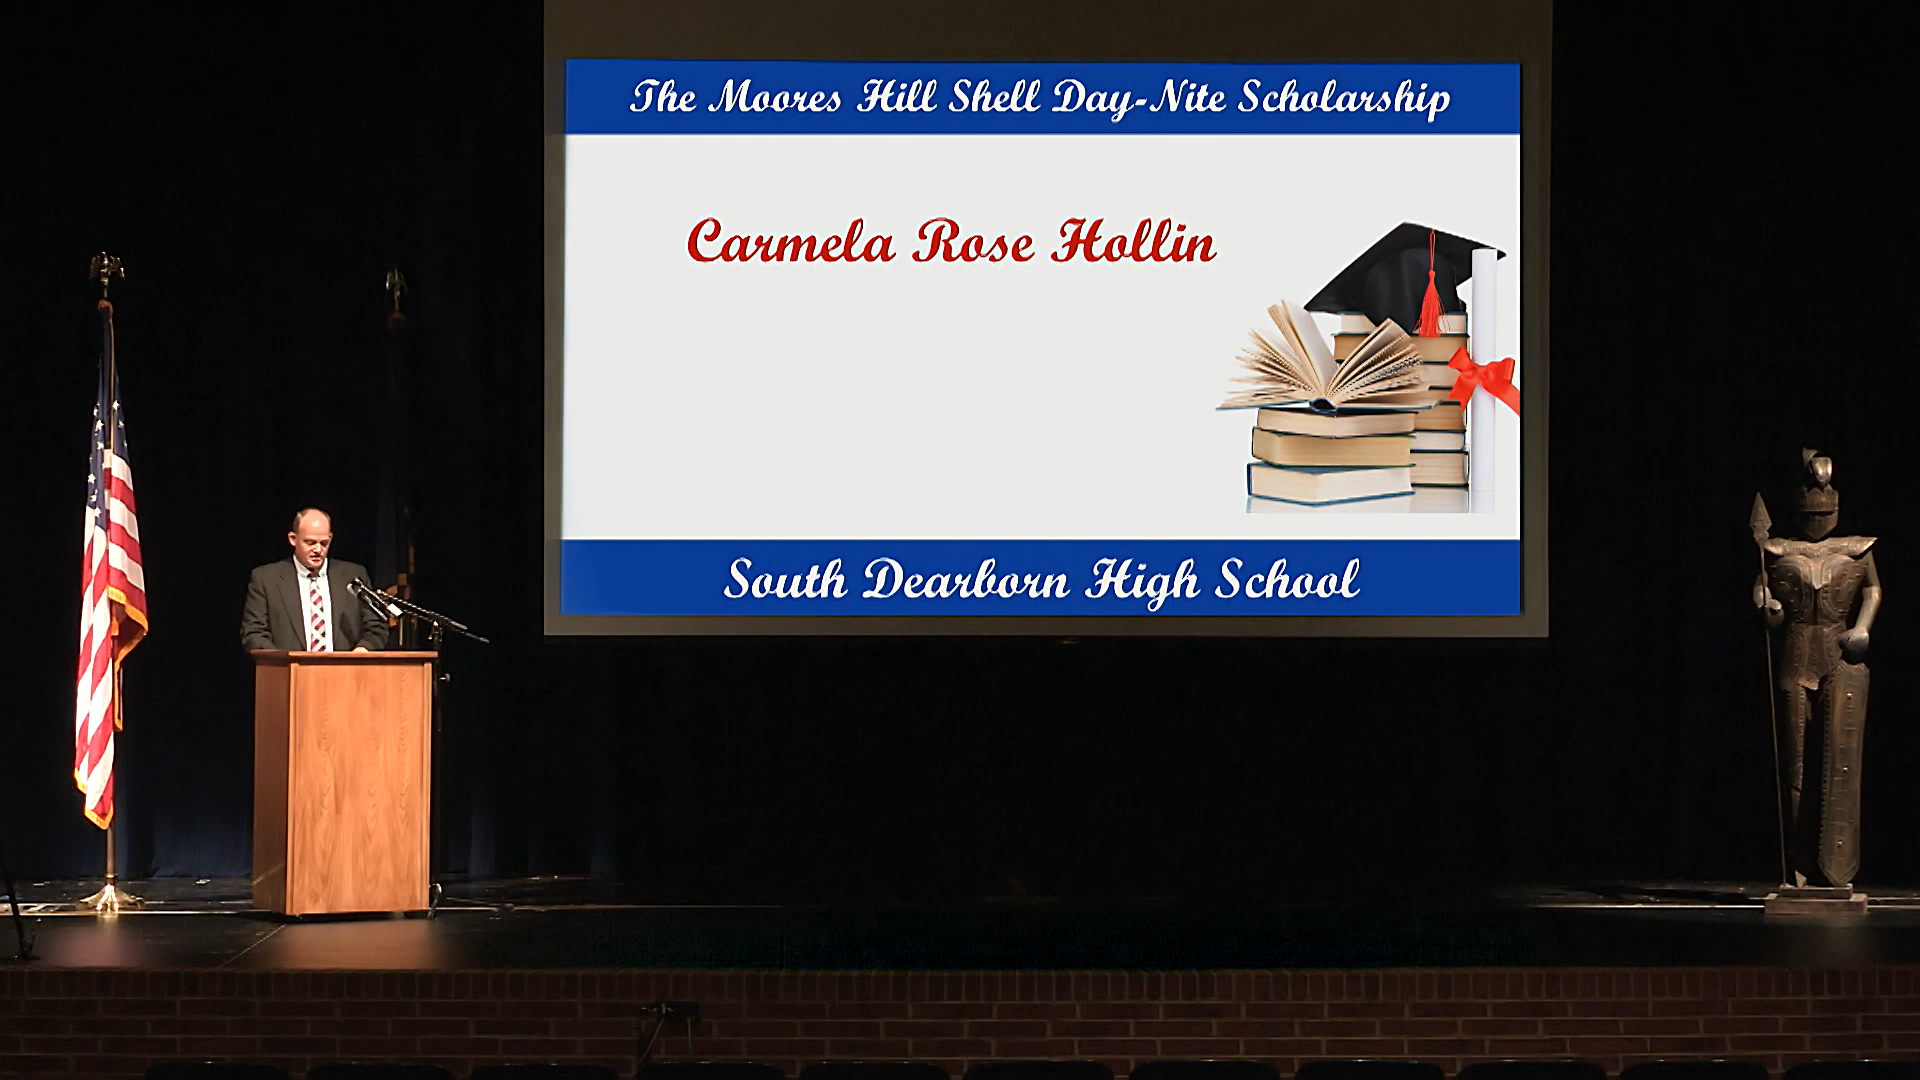 The Moores Hill Shell Day-Nite Scholarship
Carmela Rose Hollin
South Dearborn High School